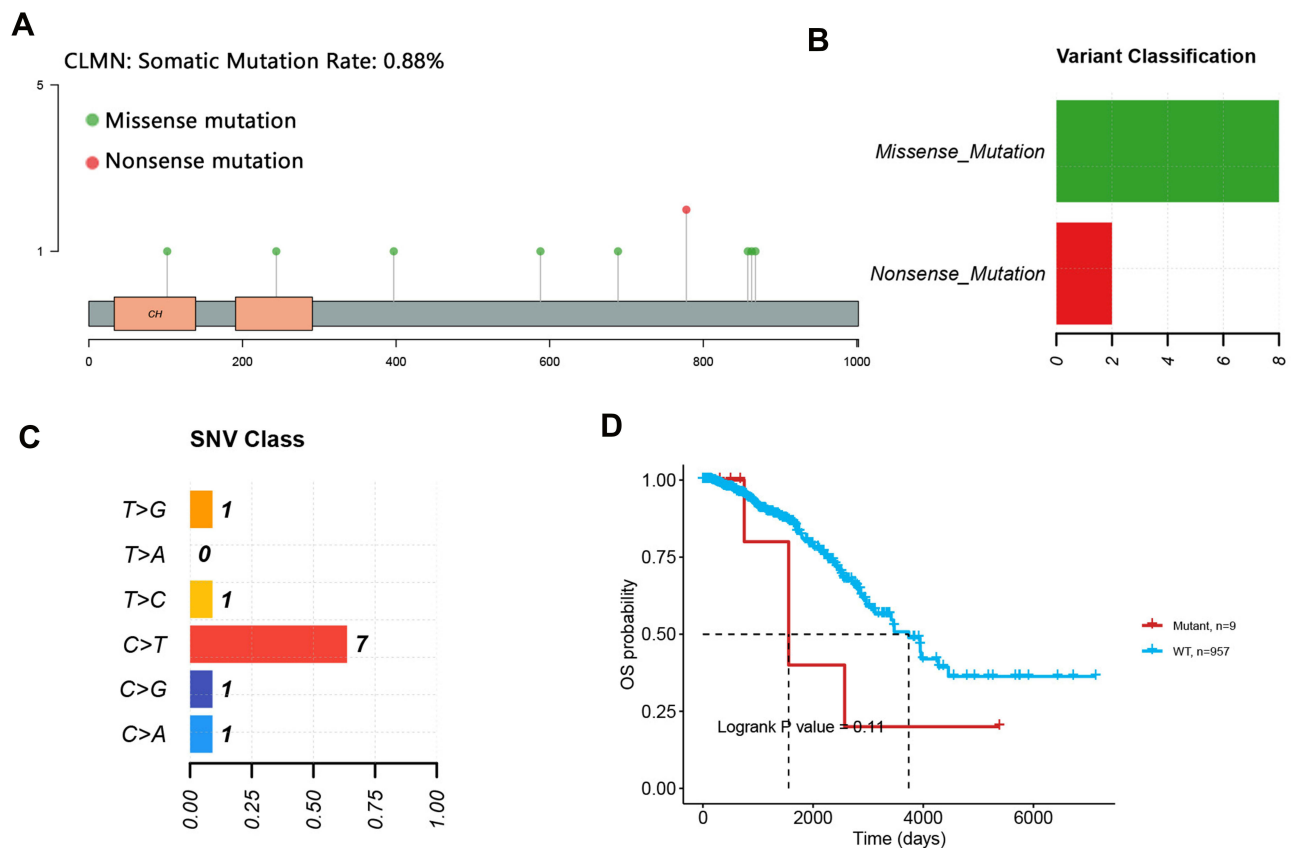 A
CLMN: Somatic Mutation Rate: 0.88%
5
Missense mutation
Nonsense mutation
1
CH
0 200 400 600 800 1000
B
Variant Classification
Missense_Mutation
Nonsense_Mutation
0 2 4 6 8
C
SNV Class
T>G 1
T>A 0
T>C 1
C>T 7
C>G 1
C>A 1
0.00 0.25 0.50 0.75 1.00
D
OS probability
1.00
0.75
0.50
0.25
0.00
Logrank P value = 0.11
0 2000 4000 6000
Time (days)
Mutant, n=9
WT, n=957